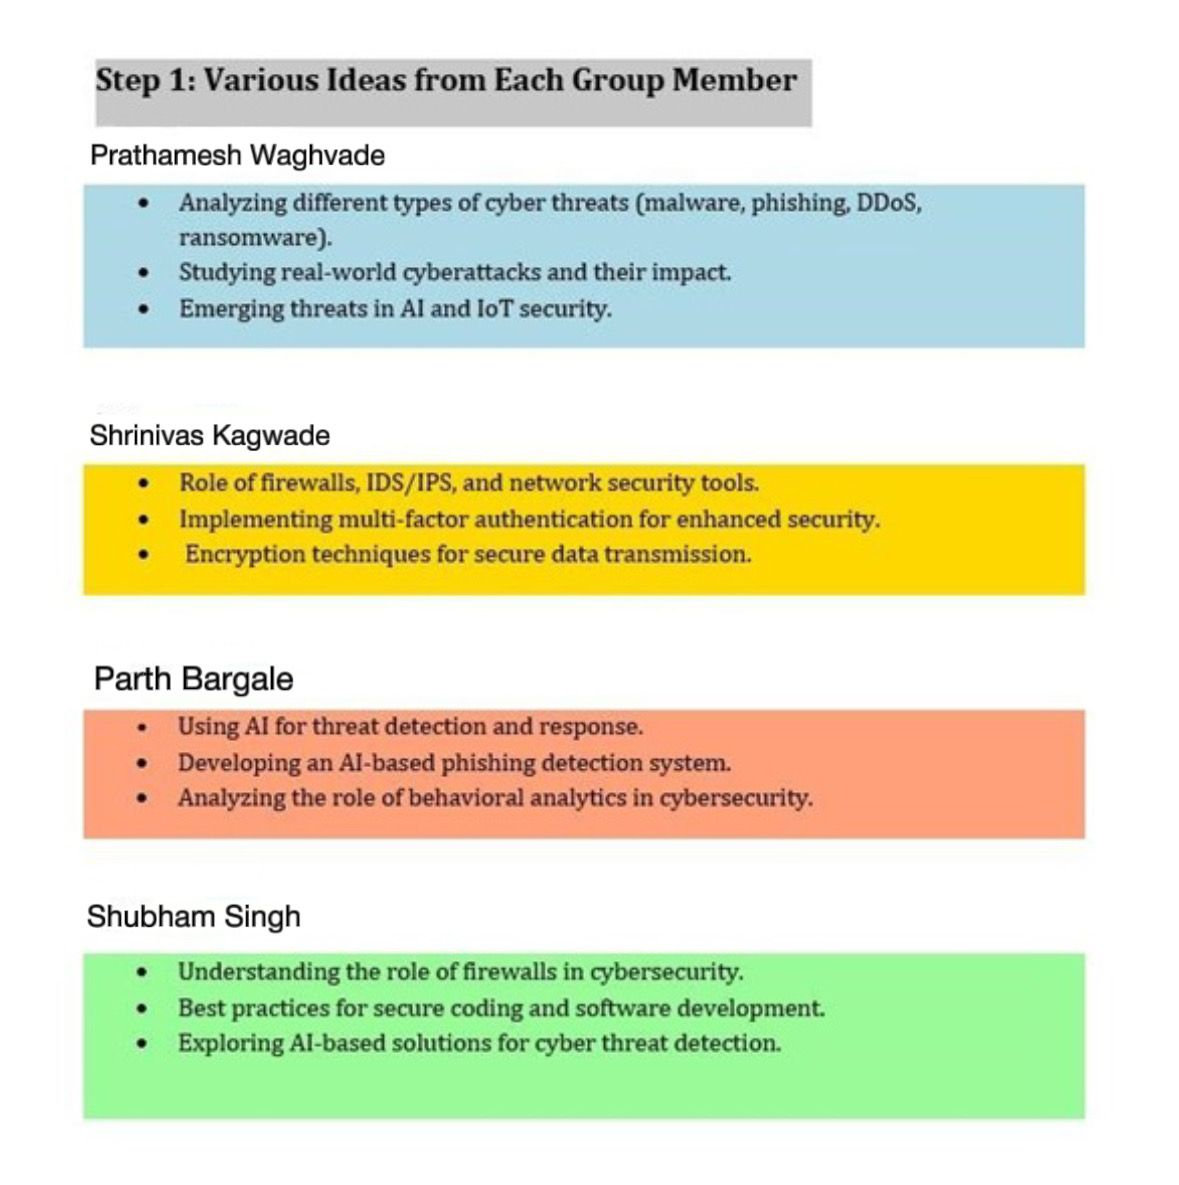 Step 1: Various Ideas from Each Group Member
Prathamesh Waghvade
• Analyzing different types of cyber threats (malware, phishing, DDoS,
ransomware).
• Studying real-world cyberattacks and their impact.
• Emerging threats in AI and IoT security.
Shrinivas Kagwade
• Role of firewalls, IDS/IPS, and network security tools.
• Implementing multi-factor authentication for enhanced security.
• Encryption techniques for secure data transmission.
Parth Bargale
• Using AI for threat detection and response.
• Developing an AI-based phishing detection system.
• Analyzing the role of behavioral analytics in cybersecurity.
Shubham Singh
• Understanding the role of firewalls in cybersecurity.
• Best practices for secure coding and software development.
• Exploring AI-based solutions for cyber threat detection.